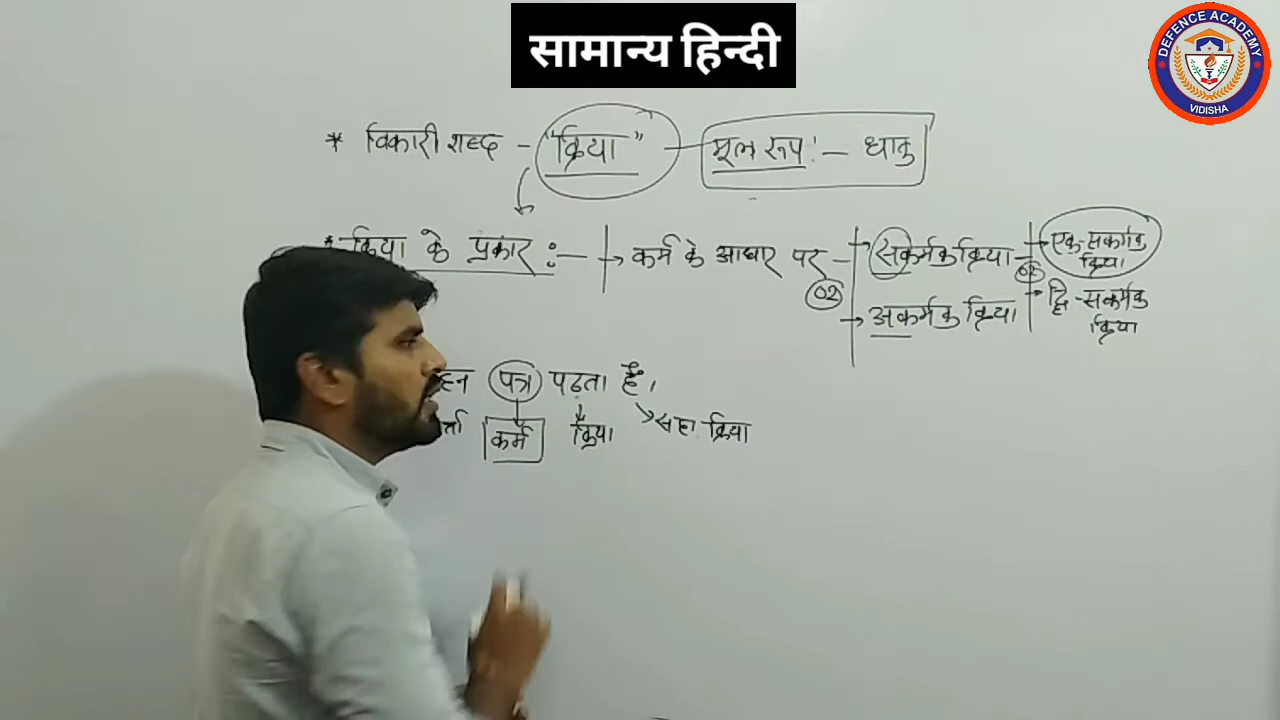 सामान्य हिन्दी
DEFENCE ACADEMY
VIDISHA
* विकारी शब्द - "क्रिया" - मूल रूप :- धातु
* क्रिया के प्रकार :- → कर्म के आधार पर - 02
→ सकर्मक क्रिया - 02
→ अकर्मक क्रिया
→ एक-सकर्मक क्रिया
→ द्वि-सकर्मक क्रिया
पत्र पढ़ता है।
कर्म क्रिया सहा. क्रिया